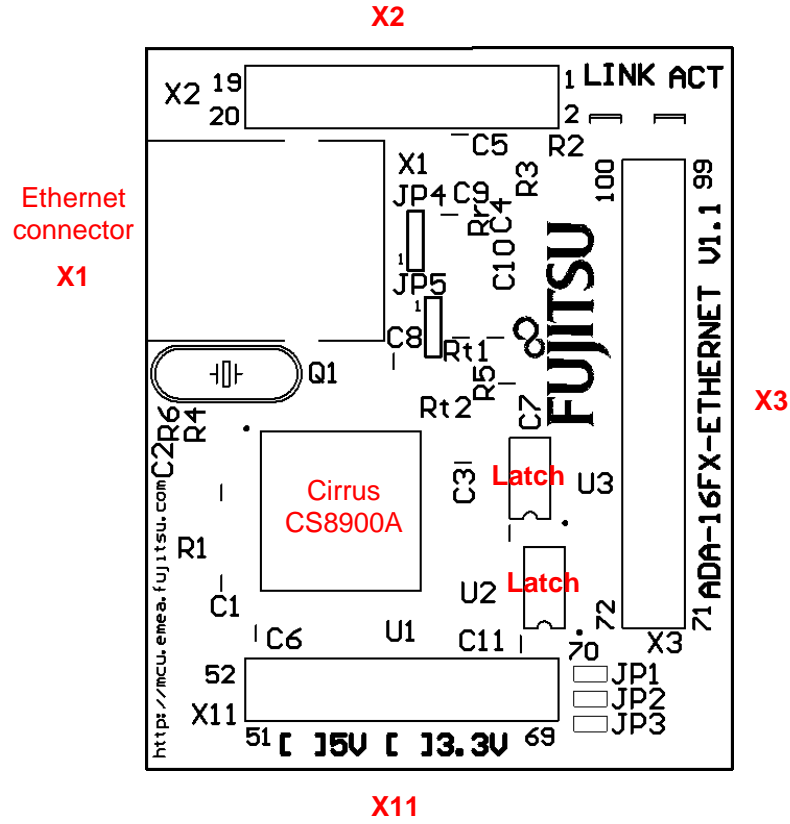 X2
X2
19
20
1
2
LINK ACT
C5
R2
X1
JP4
C9
Rr
C4
R3
100
99
Ethernet
connector
X1
1
C10
JP5
1
C8
Rt1
FUJITSU
Q1
R5
Rt2
C7
X3
ADA-16FX-ETHERNET V1.1
C2
R6
R4
Cirrus
CS8900A
C3
Latch
U3
R1
Latch
U2
C1
http://mcu.emea.fujitsu.com
C6
U1
C11
72
71
X3
70
52
X11
JP1
JP2
JP3
51
[ ]5V [ ]3.3V
69
X11